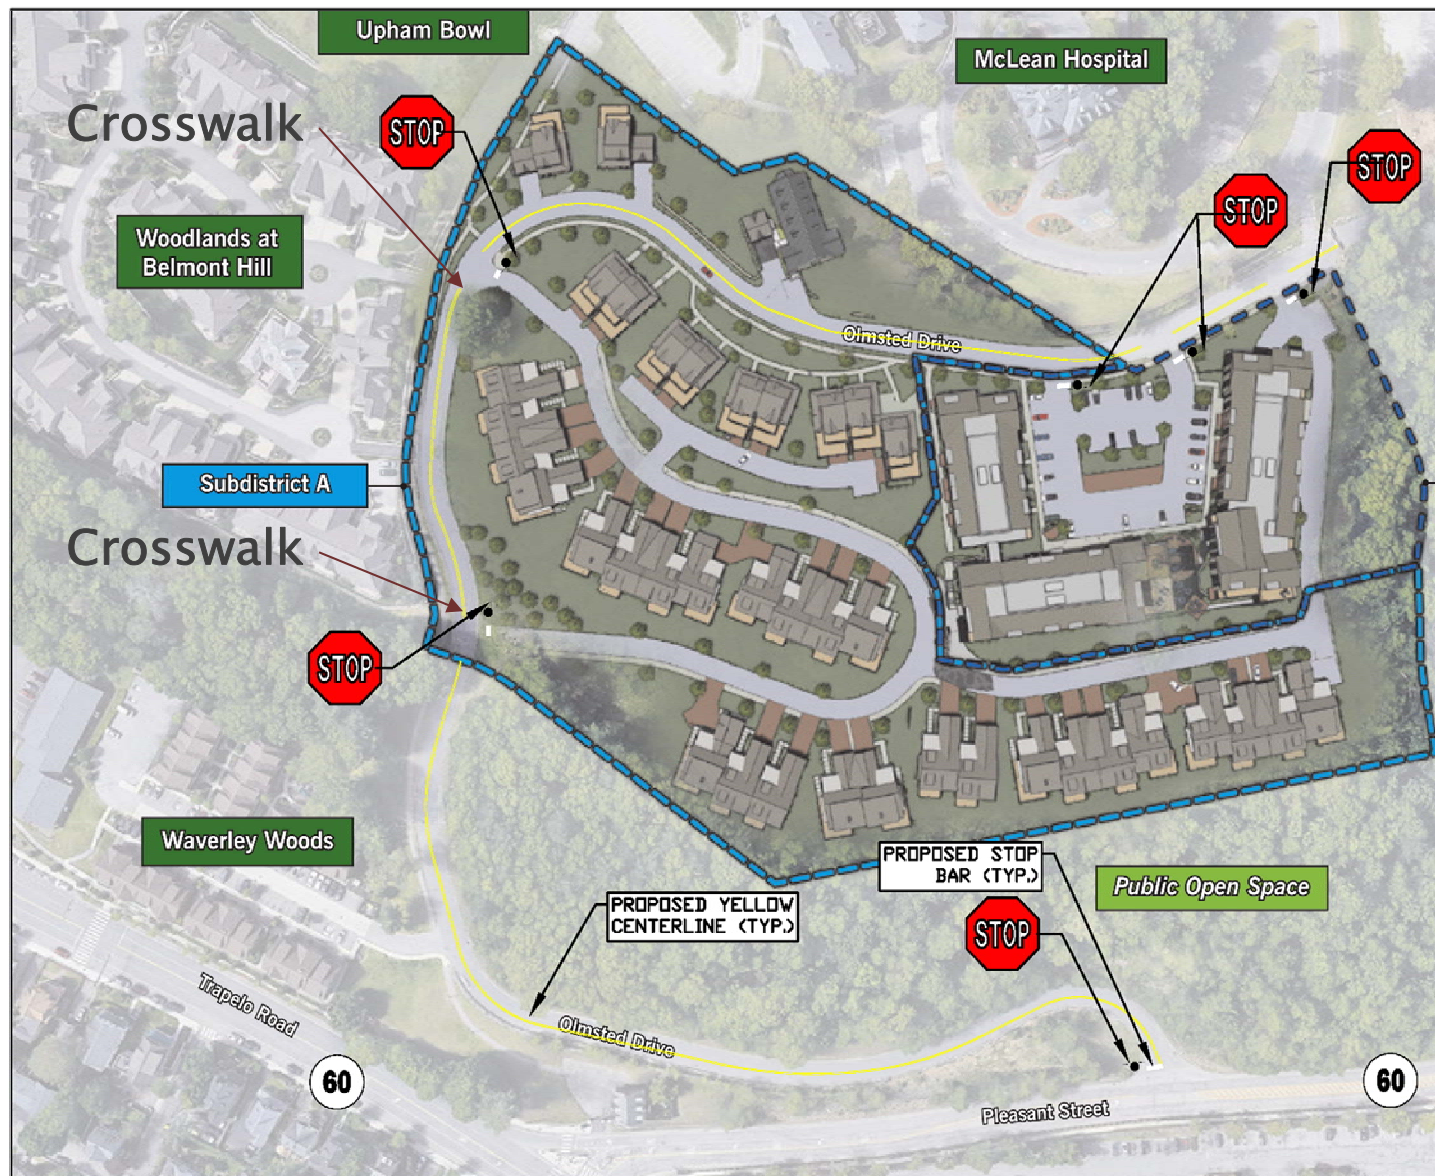 Upham Bowl
McLean Hospital
Crosswalk
STOP
STOP
STOP
Woodlands at
Belmont Hill
Olmsted Drive
Subdistrict A
Crosswalk
STOP
Waverley Woods
PROPOSED STOP
BAR (TYP.)
Public Open Space
PROPOSED YELLOW
CENTERLINE (TYP.)
STOP
Trapelo Road
Olmsted Drive
60
60
Pleasant Street